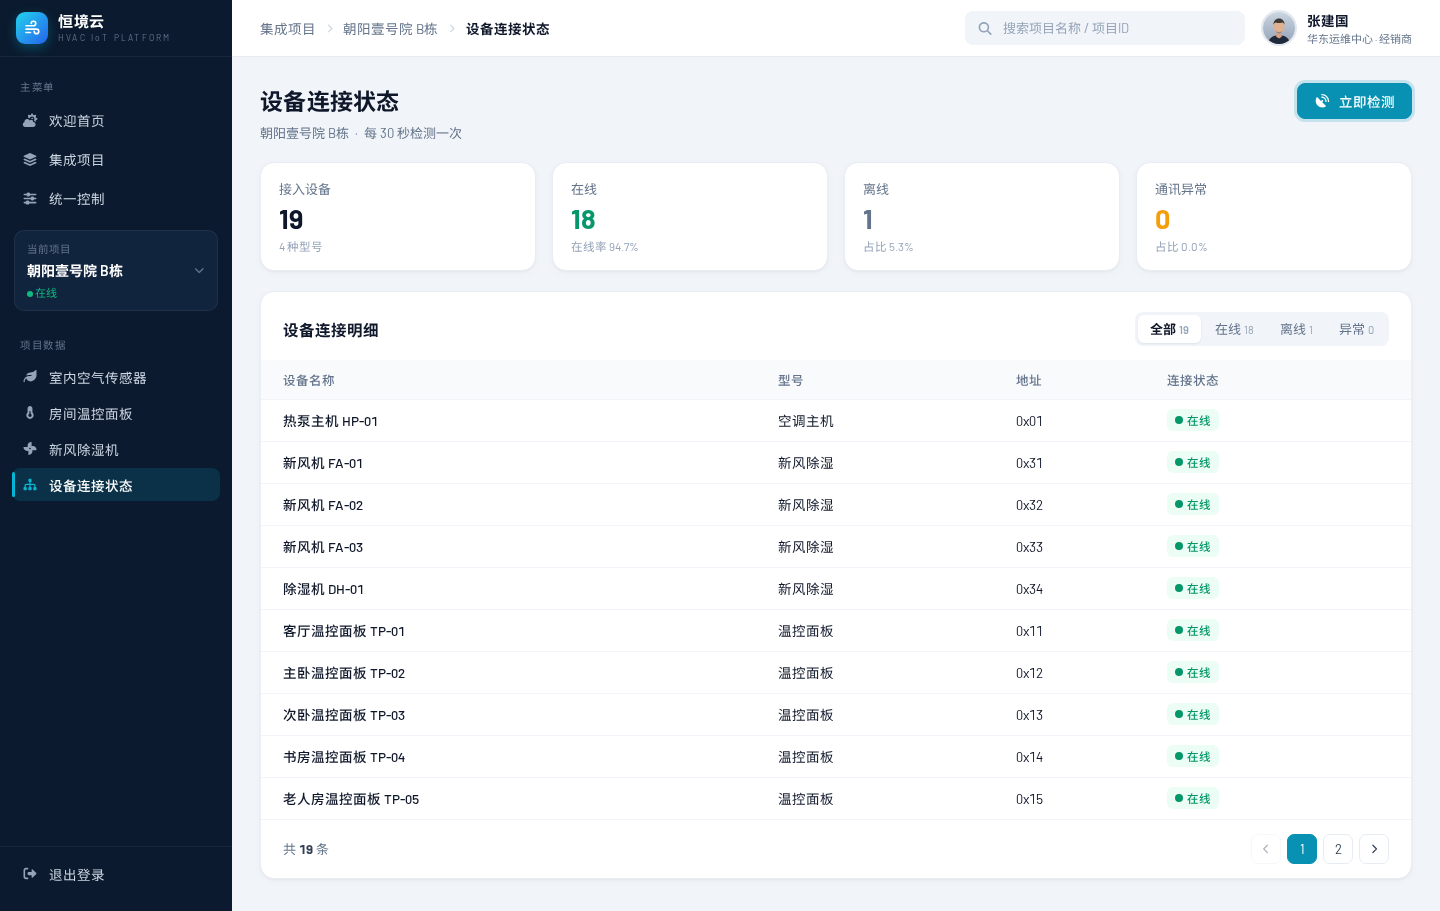 恒境云
HVAC IoT PLATFORM
主菜单
欢迎首页
集成项目
统一控制
当前项目
朝阳壹号院 B栋
在线
项目数据
室内空气传感器
房间温控面板
新风除湿机
设备连接状态
退出登录
集成项目 朝阳壹号院 B栋 设备连接状态
搜索项目名称 / 项目ID
张建国
华东运维中心 · 经销商
设备连接状态
朝阳壹号院 B栋 · 每 30 秒检测一次
立即检测
接入设备
19
4 种型号
在线
18
在线率 94.7%
离线
1
占比 5.3%
通讯异常
0
占比 0.0%
设备连接明细
全部 19 在线 18 离线 1 异常 0
设备名称 型号 地址 连接状态
热泵主机 HP-01 空调主机 0x01 在线
新风机 FA-01 新风除湿 0x31 在线
新风机 FA-02 新风除湿 0x32 在线
新风机 FA-03 新风除湿 0x33 在线
除湿机 DH-01 新风除湿 0x34 在线
客厅温控面板 TP-01 温控面板 0x11 在线
主卧温控面板 TP-02 温控面板 0x12 在线
次卧温控面板 TP-03 温控面板 0x13 在线
书房温控面板 TP-04 温控面板 0x14 在线
老人房温控面板 TP-05 温控面板 0x15 在线
共 19 条
1 2